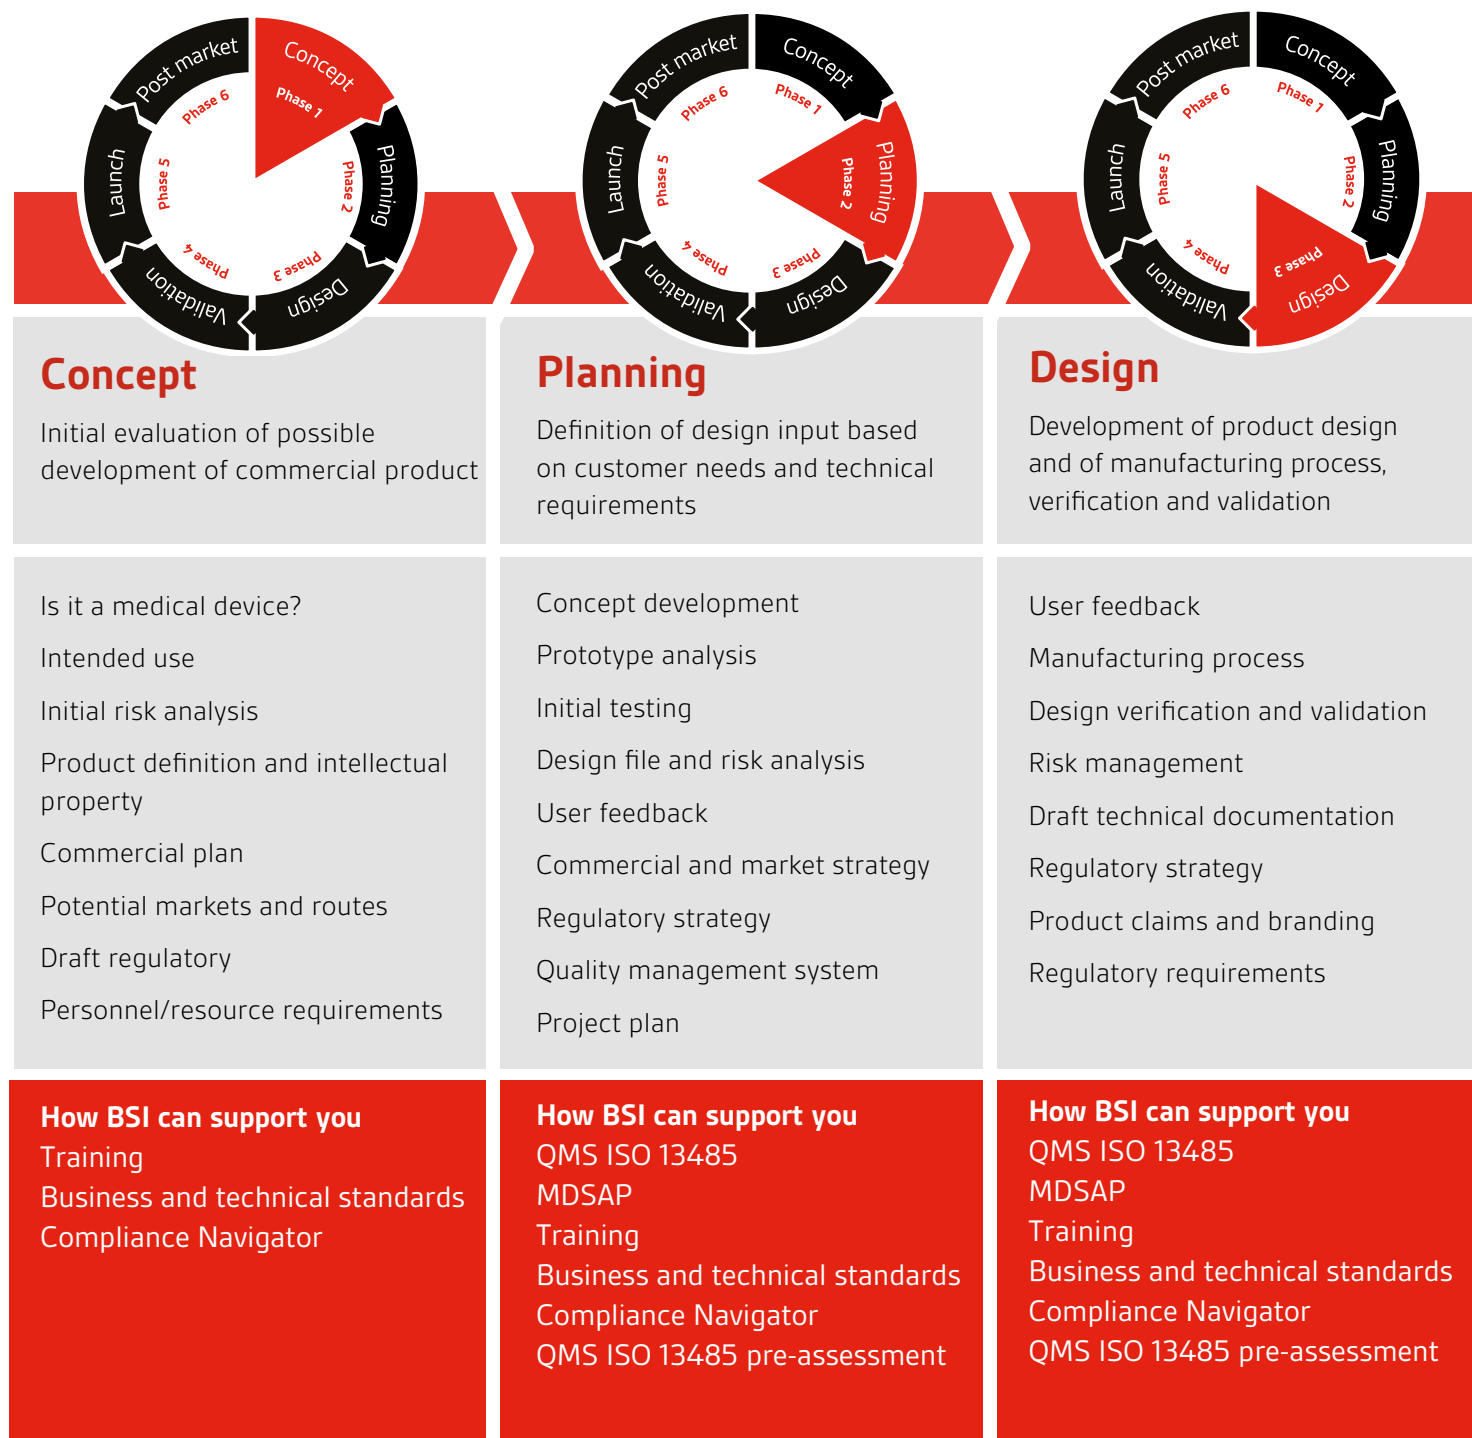 Post market
Concept
Planning
Design
Validation
Launch
Phase 6
Phase 1
Phase 2
Phase 3
Phase 4
Phase 5
Concept
Initial evaluation of possible
development of commercial product
Is it a medical device?
Intended use
Initial risk analysis
Product definition and intellectual
property
Commercial plan
Potential markets and routes
Draft regulatory
Personnel/resource requirements
How BSI can support you
Training
Business and technical standards
Compliance Navigator
Post market
Concept
Planning
Design
Validation
Launch
Phase 6
Phase 1
Phase 2
Phase 3
Phase 4
Phase 5
Planning
Definition of design input based
on customer needs and technical
requirements
Concept development
Prototype analysis
Initial testing
Design file and risk analysis
User feedback
Commercial and market strategy
Regulatory strategy
Quality management system
Project plan
How BSI can support you
QMS ISO 13485
MDSAP
Training
Business and technical standards
Compliance Navigator
QMS ISO 13485 pre-assessment
Post market
Concept
Planning
Design
Validation
Launch
Phase 6
Phase 1
Phase 2
Phase 3
Phase 4
Phase 5
Design
Development of product design
and of manufacturing process,
verification and validation
User feedback
Manufacturing process
Design verification and validation
Risk management
Draft technical documentation
Regulatory strategy
Product claims and branding
Regulatory requirements
How BSI can support you
QMS ISO 13485
MDSAP
Training
Business and technical standards
Compliance Navigator
QMS ISO 13485 pre-assessment